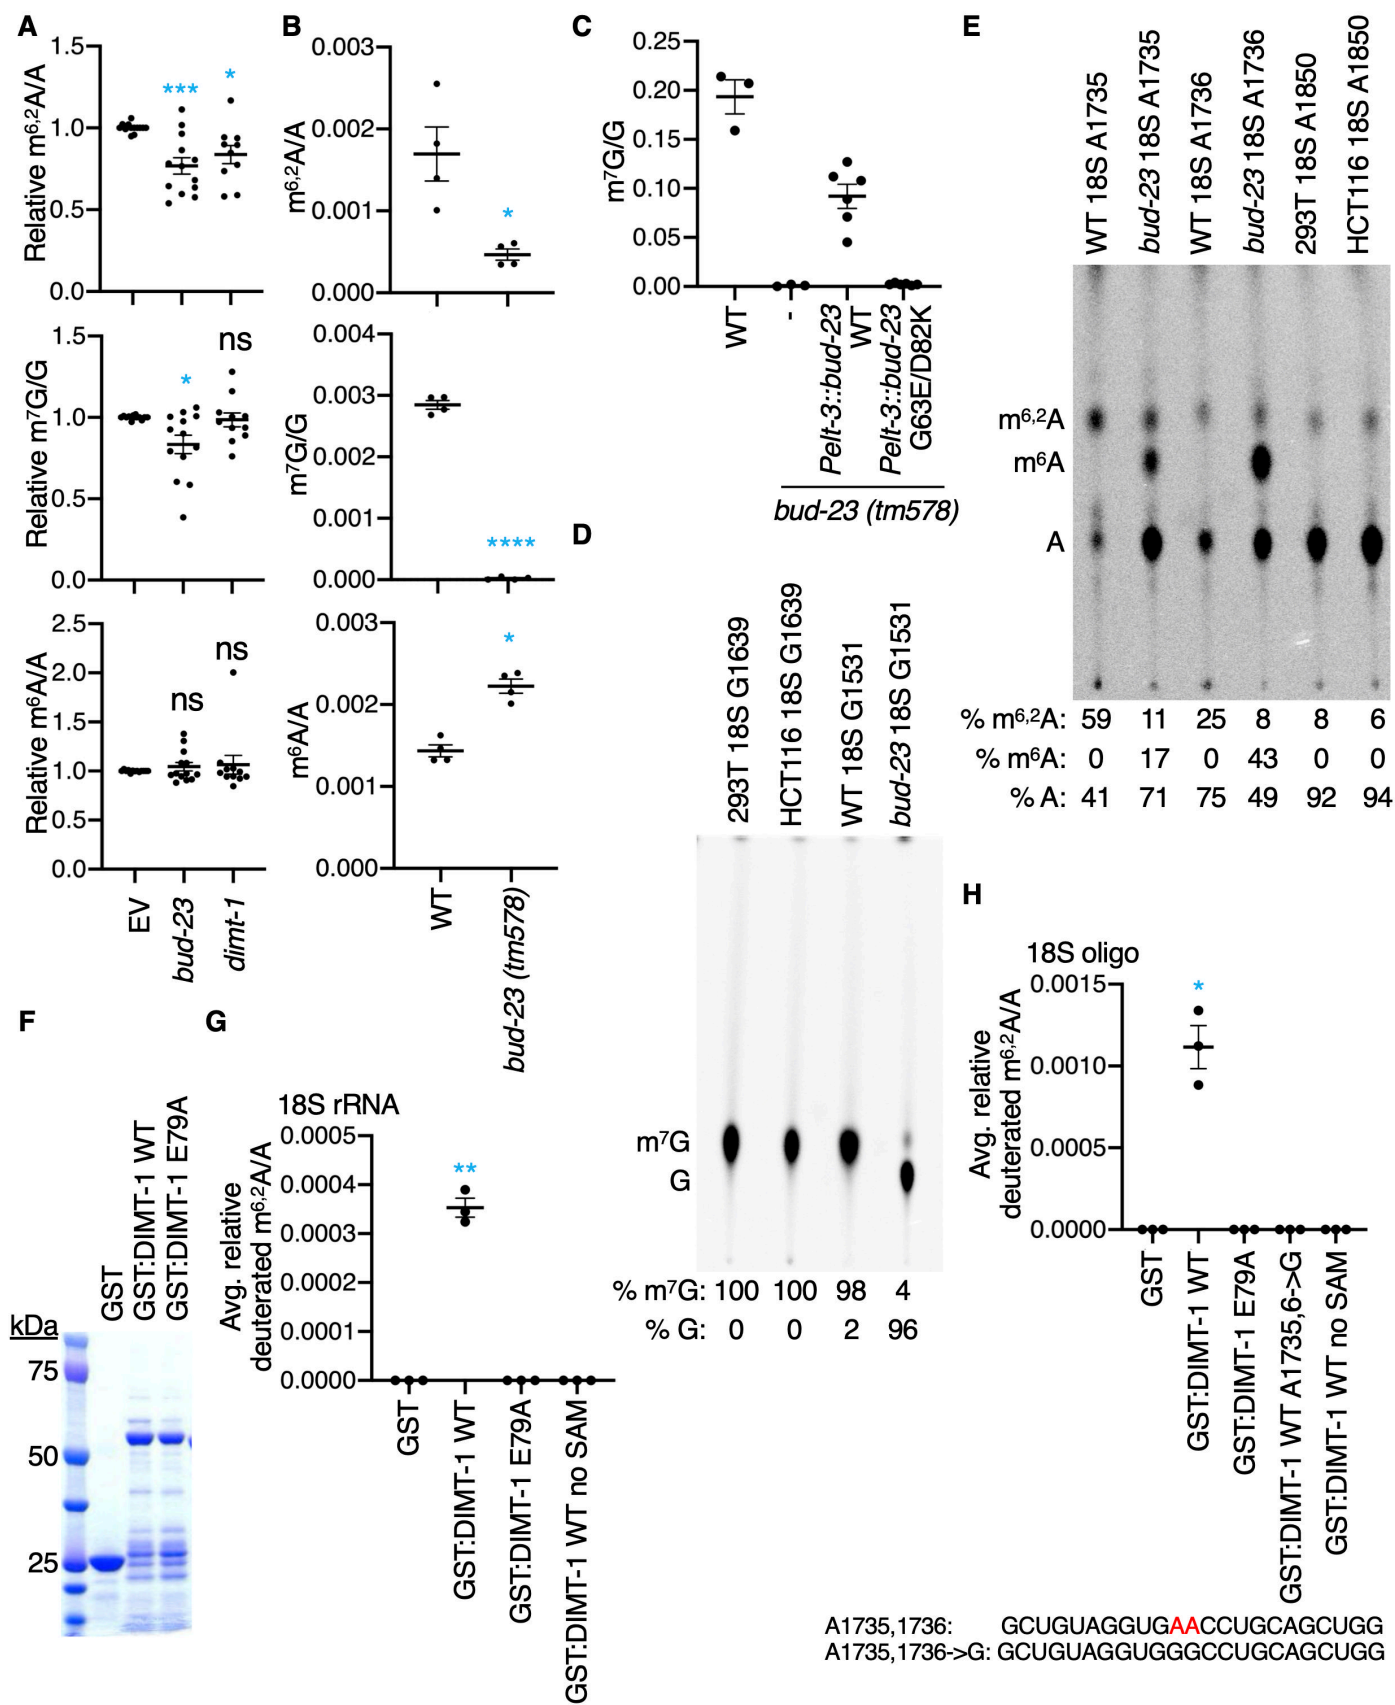 A
Relative m6,2A/A
1.5
1.0
0.5
0.0
***
*
Relative m7G/G
1.5
1.0
0.5
0.0
*
ns
Relative m6A/A
2.5
2.0
1.5
1.0
0.5
0.0
ns
ns
EV
bud-23
dimt-1
B
m6,2A/A
0.003
0.002
0.001
0.000
*
m7G/G
0.004
0.003
0.002
0.001
0.000
****
m6A/A
0.003
0.002
0.001
0.000
*
WT
bud-23 (tm578)
C
m7G/G
0.25
0.20
0.15
0.10
0.05
0.00
WT
-
Pelt-3::bud-23
WT
Pelt-3::bud-23
G63E/D82K
bud-23 (tm578)
D
293T 18S G1639
HCT116 18S G1639
WT 18S G1531
bud-23 18S G1531
m7G
G
% m7G: 100 100 98 4
% G: 0 0 2 96
E
WT 18S A1735
bud-23 18S A1735
WT 18S A1736
bud-23 18S A1736
293T 18S A1850
HCT116 18S A1850
m6,2A
m6A
A
% m6,2A: 59 11 25 8 8 6
% m6A: 0 17 0 43 0 0
% A: 41 71 75 49 92 94
F
GST
GST:DIMT-1 WT
GST:DIMT-1 E79A
kDa
75
50
25
G
18S rRNA
Avg. relative
deuterated m6,2A/A
0.0005
0.0004
0.0003
0.0002
0.0001
0.0000
**
GST
GST:DIMT-1 WT
GST:DIMT-1 E79A
GST:DIMT-1 WT no SAM
H
18S oligo
Avg. relative
deuterated m6,2A/A
0.0015
0.0010
0.0005
0.0000
*
GST
GST:DIMT-1 WT
GST:DIMT-1 E79A
GST:DIMT-1 WT A1735,6->G
GST:DIMT-1 WT no SAM
A1735,1736: GCUGUAGGUGAACCUGCAGCUGG
A1735,1736->G: GCUGUAGGUGGGCCUGCAGCUGG